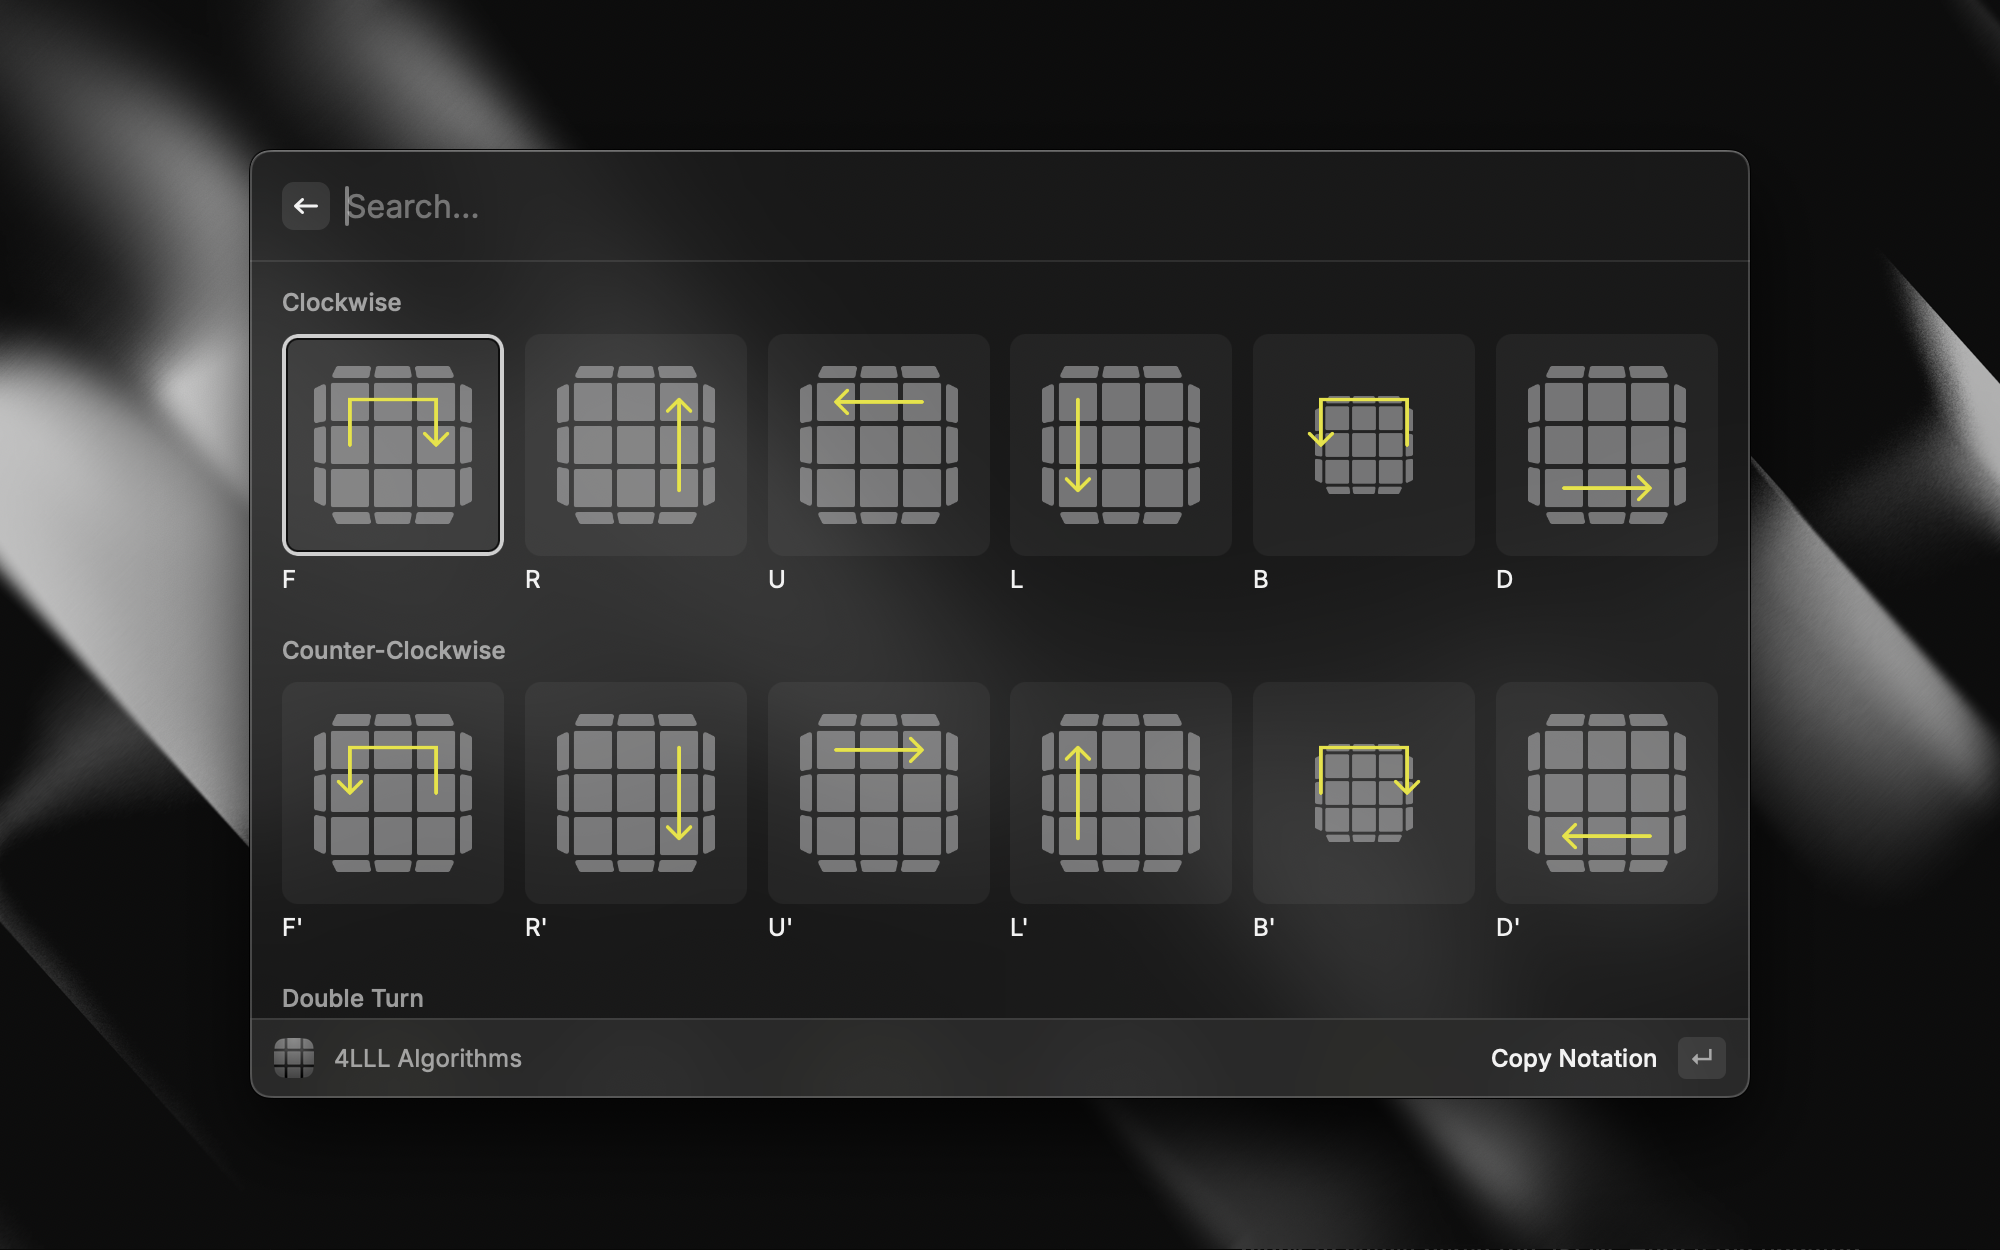 Search...
Clockwise
F R U L B D
Counter-Clockwise
F' R' U' L' B' D'
Double Turn
4LLL Algorithms Copy Notation